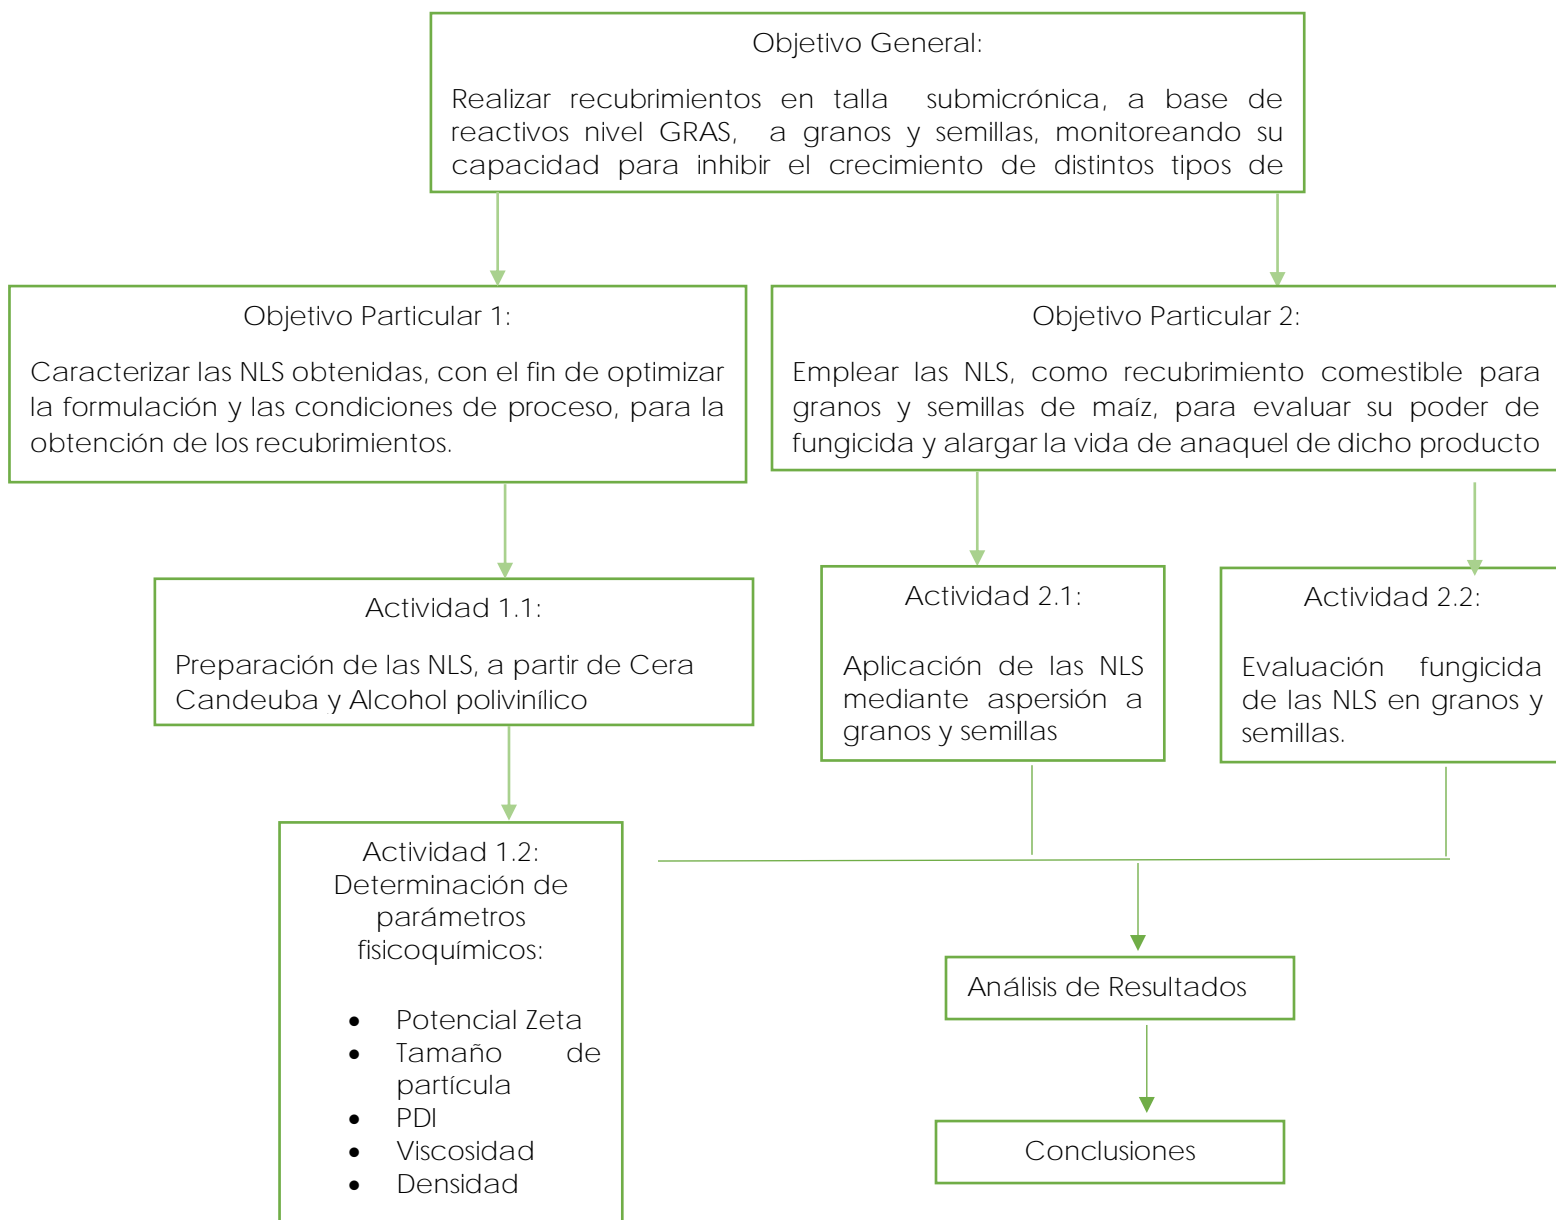 Objetivo General:
Realizar recubrimientos en talla submicrónica, a base de
reactivos nivel GRAS, a granos y semillas, monitoreando su
capacidad para inhibir el crecimiento de distintos tipos de
Objetivo Particular 1:
Caracterizar las NLS obtenidas, con el fin de optimizar
la formulación y las condiciones de proceso, para la
obtención de los recubrimientos.
Objetivo Particular 2:
Emplear las NLS, como recubrimiento comestible para
granos y semillas de maíz, para evaluar su poder de
fungicida y alargar la vida de anaquel de dicho producto
Actividad 1.1:
Preparación de las NLS, a partir de Cera
Candeuba y Alcohol polivinílico
Actividad 2.1:
Aplicación de las NLS
mediante aspersión a
granos y semillas
Actividad 2.2:
Evaluación fungicida
de las NLS en granos y
semillas.
Actividad 1.2:
Determinación de
parámetros
fisicoquímicos:
• Potencial Zeta
• Tamaño de
partícula
• PDI
• Viscosidad
• Densidad
Análisis de Resultados
Conclusiones